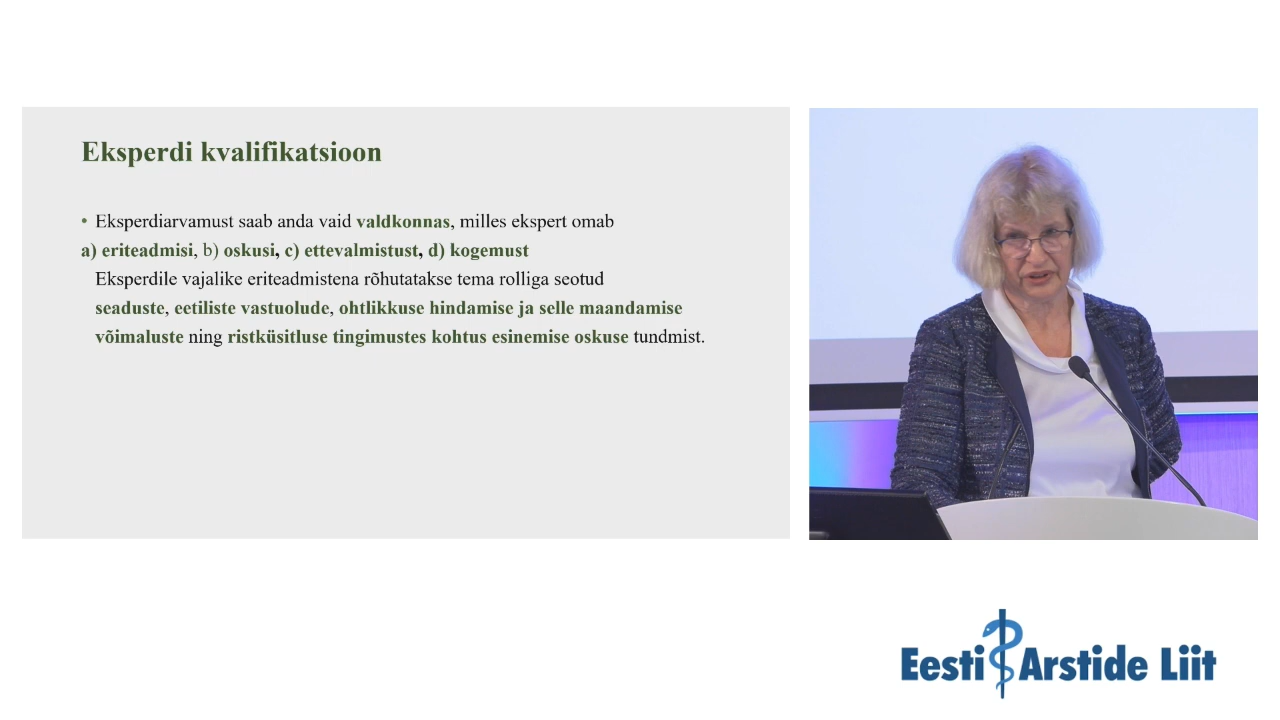 Eksperdi kvalifikatsioon
• Eksperdiarvamust saab anda vaid valdkonnas, milles ekspert omab
a) eriteadmisi, b) oskusi, c) ettevalmistust, d) kogemust
Eksperdile vajalike eriteadmistena rõhutatakse tema rolliga seotud
seaduste, eetiliste vastuolude, ohtlikkuse hindamise ja selle maandamise
võimaluste ning ristküsitluse tingimustes kohtus esinemise oskuse tundmist.
Eesti Arstide Liit